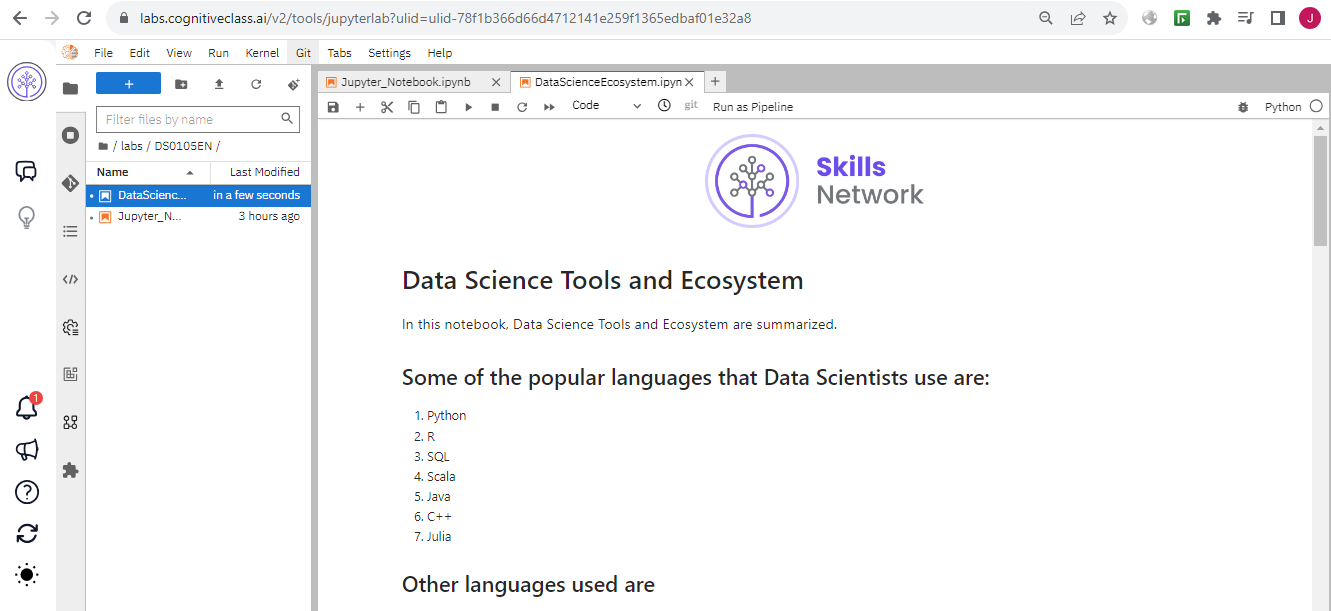 labs.cognitiveclass.ai/v2/tools/jupyterlab?ulid=ulid-78f1b366d66d4712141e259f1365edbaf01e32a8
J
File Edit View Run Kernel Git Tabs Settings Help
+
Jupyter_Notebook.ipynb
DataScienceEcosystem.ipyn
+
Code
git
Run as Pipeline
Python
Filter files by name
/ labs / DS0105EN /
Name Last Modified
DataScienc... in a few seconds
Jupyter_N... 3 hours ago
1
Skills
Network
Data Science Tools and Ecosystem
In this notebook, Data Science Tools and Ecosystem are summarized.
Some of the popular languages that Data Scientists use are:
1. Python
2. R
3. SQL
4. Scala
5. Java
6. C++
7. Julia
Other languages used are